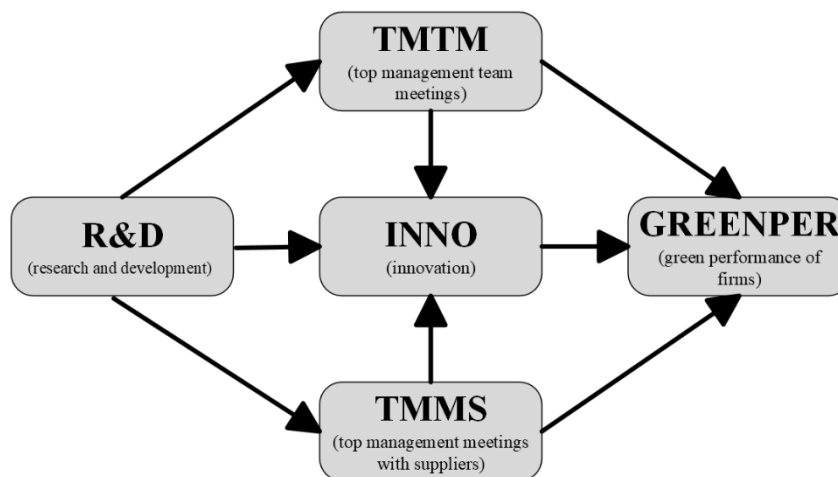 TMTM
(top management team
meetings)
R&D
(research and development)
INNO
(innovation)
GREENPER
(green performance of
firms)
TMMS
(top management meetings
with suppliers)